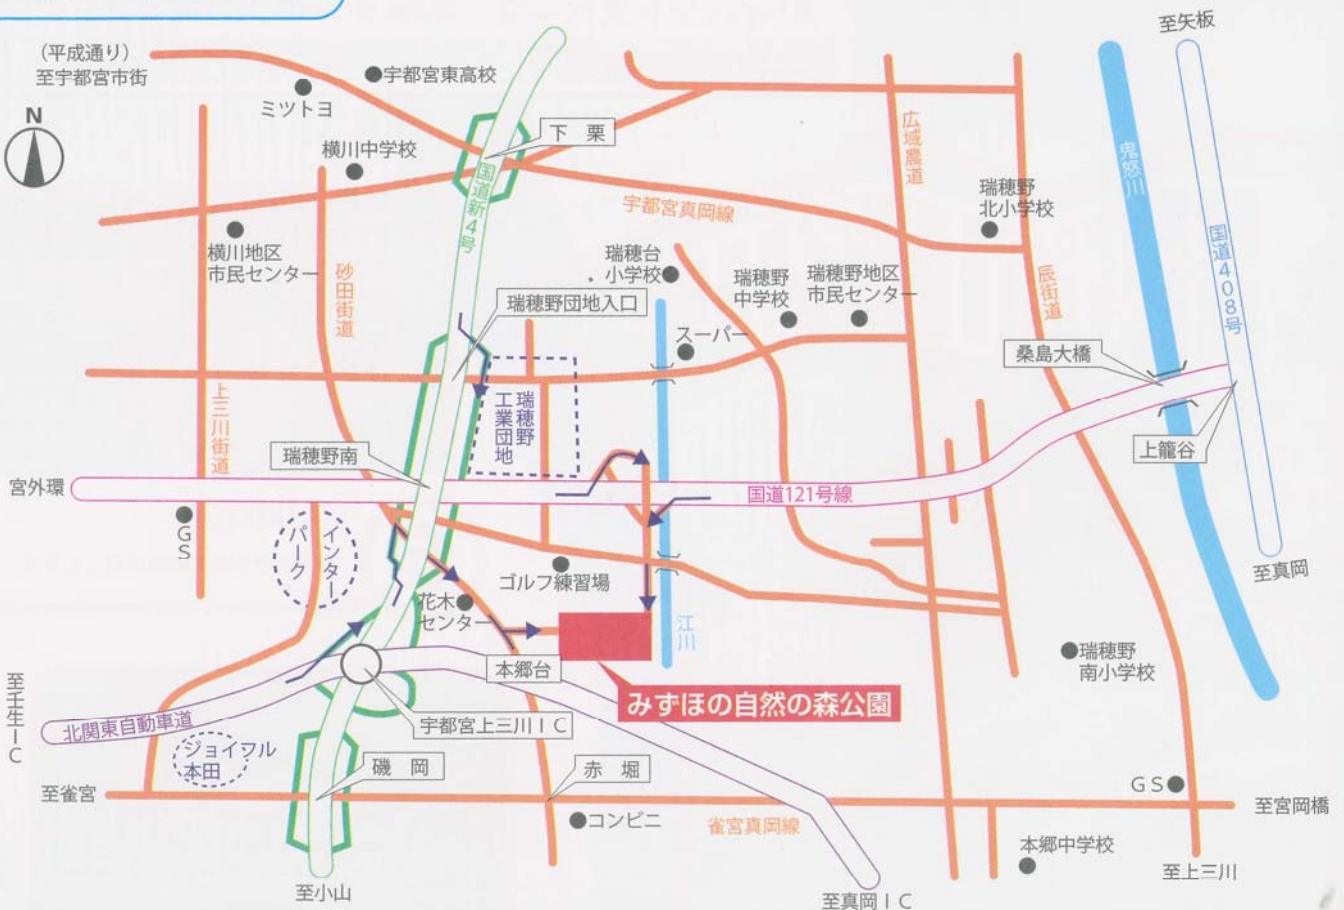 至矢板
(平成通り)
至宇都宮市街
宇都宮東高校
ミツトヨ
N
下 栗
広域農道
鬼怒川
横川中学校
国道新4号
瑞穂野
北小学校
宇都宮真岡線
横川地区
市民センター
国道408号
瑞穂台
小学校
砂田街道
瑞穂野
中学校
瑞穂野地区
市民センター
辰街道
瑞穂野団地入口
スーパー
桑島大橋
上三川街道
瑞穂野
工業団地
瑞穂野南
上籠谷
宮外環
国道121号線
GS
インター
パーク
ゴルフ練習場
至真岡
花木
センター
江川
瑞穂野
南小学校
本郷台
至壬生IC
みずほの自然の森公園
北関東自動車道
宇都宮上三川IC
ジョイフル
本田
磯 岡
赤 堀
GS
至雀宮
至宮岡橋
コンビニ
雀宮真岡線
本郷中学校
至上三川
至小山
至真岡IC